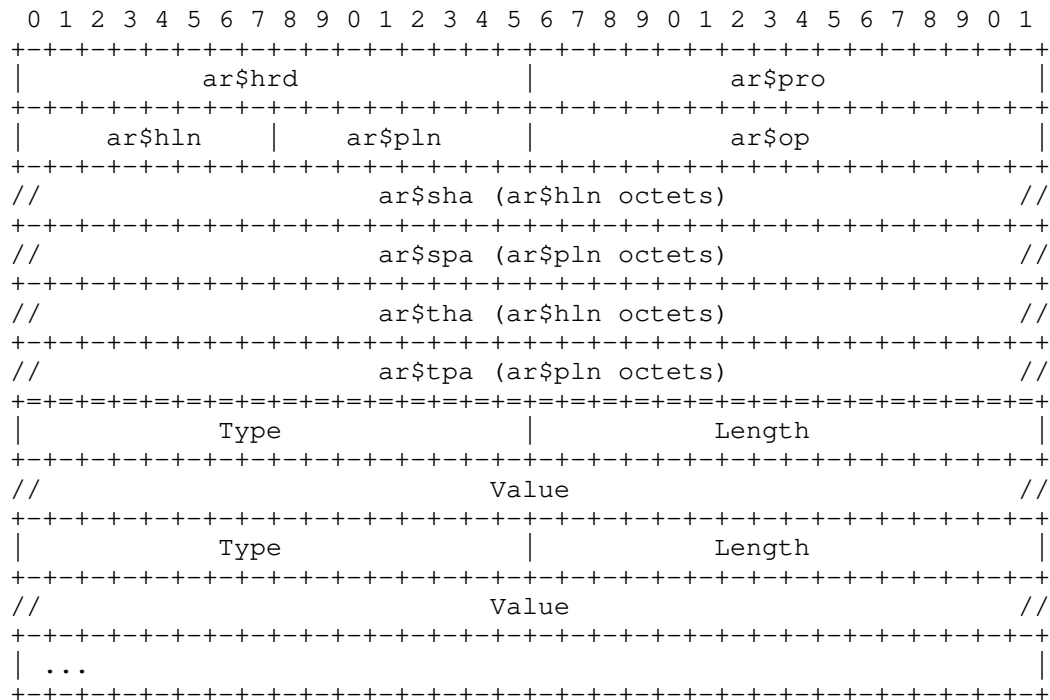 0 1 2 3 4 5 6 7 8 9 0 1 2 3 4 5 6 7 8 9 0 1 2 3 4 5 6 7 8 9 0 1
+-+-+-+-+-+-+-+-+-+-+-+-+-+-+-+-+-+-+-+-+-+-+-+-+-+-+-+-+-+-+-+-+
|           ar$hrd              |            ar$pro             |
+-+-+-+-+-+-+-+-+-+-+-+-+-+-+-+-+-+-+-+-+-+-+-+-+-+-+-+-+-+-+-+-+
|     ar$hln    |    ar$pln     |            ar$op              |
+-+-+-+-+-+-+-+-+-+-+-+-+-+-+-+-+-+-+-+-+-+-+-+-+-+-+-+-+-+-+-+-+
//                     ar$sha (ar$hln octets)                  //
+-+-+-+-+-+-+-+-+-+-+-+-+-+-+-+-+-+-+-+-+-+-+-+-+-+-+-+-+-+-+-+-+
//                     ar$spa (ar$pln octets)                  //
+-+-+-+-+-+-+-+-+-+-+-+-+-+-+-+-+-+-+-+-+-+-+-+-+-+-+-+-+-+-+-+-+
//                     ar$tha (ar$hln octets)                  //
+-+-+-+-+-+-+-+-+-+-+-+-+-+-+-+-+-+-+-+-+-+-+-+-+-+-+-+-+-+-+-+-+
//                     ar$tpa (ar$pln octets)                  //
+=+=+=+=+=+=+=+=+=+=+=+=+=+=+=+=+=+=+=+=+=+=+=+=+=+=+=+=+=+=+=+=+
|            Type               |           Length              |
+-+-+-+-+-+-+-+-+-+-+-+-+-+-+-+-+-+-+-+-+-+-+-+-+-+-+-+-+-+-+-+-+
//                            Value                            //
+-+-+-+-+-+-+-+-+-+-+-+-+-+-+-+-+-+-+-+-+-+-+-+-+-+-+-+-+-+-+-+-+
|            Type               |           Length              |
+-+-+-+-+-+-+-+-+-+-+-+-+-+-+-+-+-+-+-+-+-+-+-+-+-+-+-+-+-+-+-+-+
//                            Value                            //
+-+-+-+-+-+-+-+-+-+-+-+-+-+-+-+-+-+-+-+-+-+-+-+-+-+-+-+-+-+-+-+-+
| ...                                                           |
+-+-+-+-+-+-+-+-+-+-+-+-+-+-+-+-+-+-+-+-+-+-+-+-+-+-+-+-+-+-+-+-+